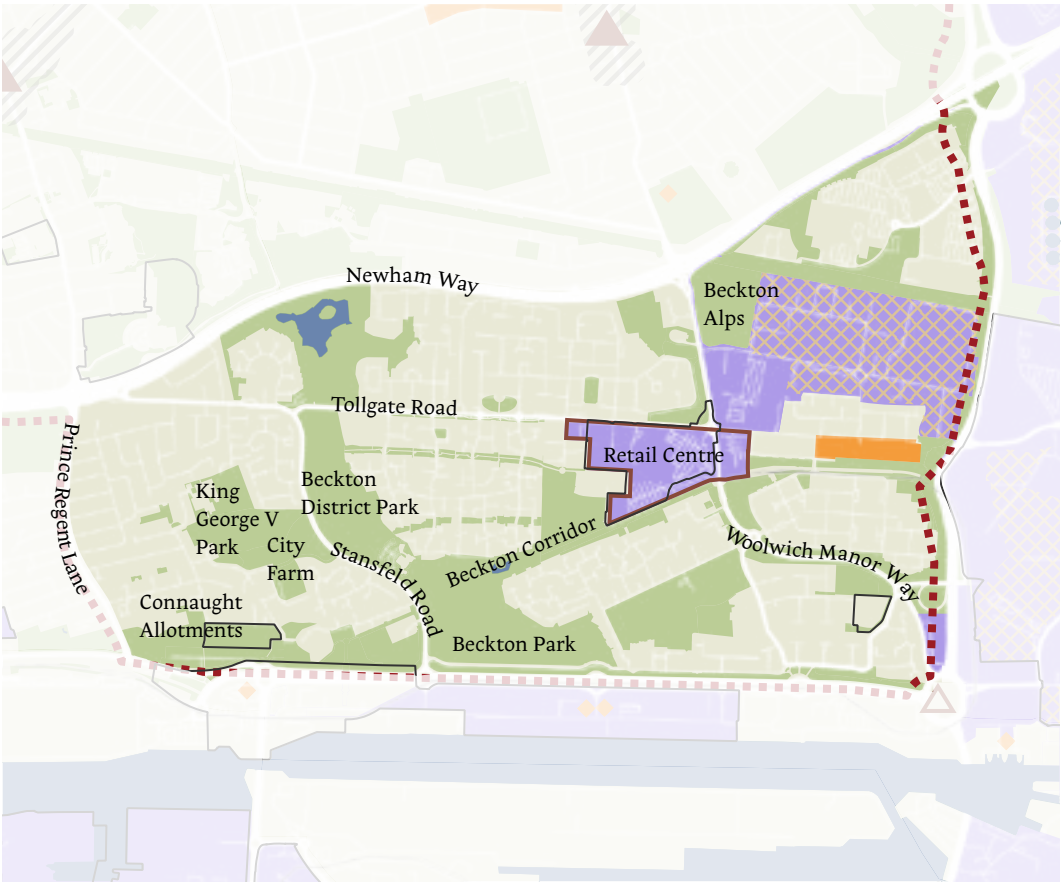 Newham Way
Beckton
Alps
Tollgate Road
Prince Regent Lane
Retail Centre
King
George V
Park
Beckton
District Park
City
Farm
Stansfeld Road
Beckton Corridor
Woolwich Manor Way
Connaught
Allotments
Beckton Park